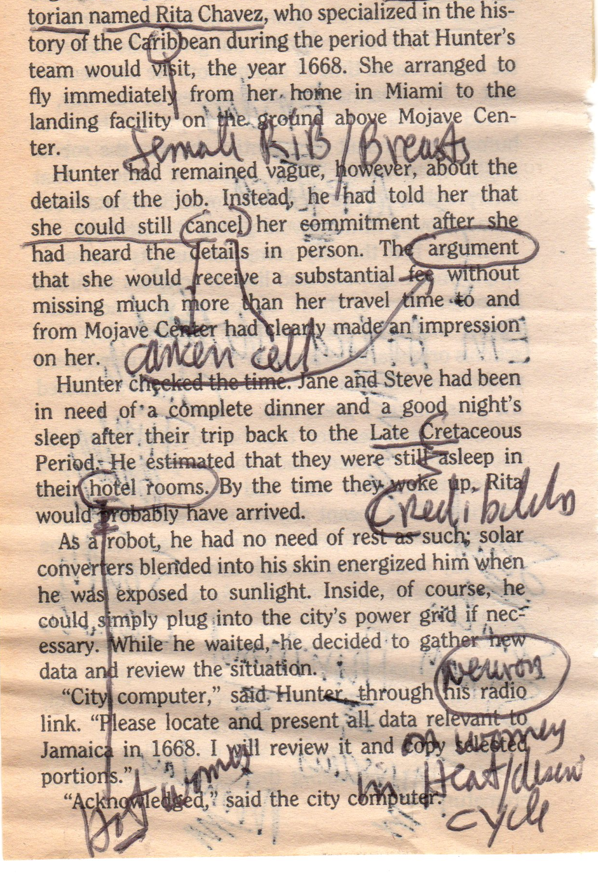 torian named Rita Chavez, who specialized in the his-
tory of the Caribbean during the period that Hunter's
team would visit, the year 1668. She arranged to
fly immediately from her home in Miami to the
landing facility on the ground above Mojave Cen-
ter.
female RIB/Breasts
Hunter had remained vague, however, about the
details of the job. Instead, he had told her that
she could still cancel her commitment after she
had heard the details in person. The argument
that she would receive a substantial fee without
missing much more than her travel time to and
from Mojave Center had clearly made an impression
on her.
cancer cell
Hunter checked the time. Jane and Steve had been
in need of a complete dinner and a good night's
sleep after their trip back to the Late Cretaceous
Period. He estimated that they were still asleep in
their hotel rooms. By the time they woke up, Rita
would probably have arrived.
As a robot, he had no need of rest as such; solar
converters blended into his skin energized him when
he was exposed to sunlight. Inside, of course, he
could simply plug into the city's power grid if nec-
essary. While he waited, he decided to gather new
data and review the situation.
neuron
"City computer," said Hunter, through his radio
link. "Please locate and present all data relevant to
Jamaica in 1668. I will review it and copy selected
portions."
in Heat/
"Acknowledged," said the city computer.
cycle
Hot